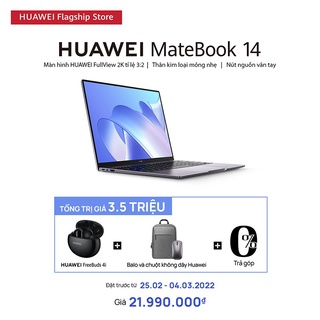 HUAWEI Flagship Store
HUAWEI MateBook 14
Màn hình HUAWEI FullView 2K tỉ lệ 3:2 | Thân kim loại mỏng nhẹ | Nút nguồn vân tay
TỔNG TRỊ GIÁ 3.5 TRIỆU
HUAWEI FreeBuds 4i
Balo và chuột không dây Huawei
0%
Trả góp
Đặt trước từ 25.02 - 04.03.2022
Giá 21.990.000đ